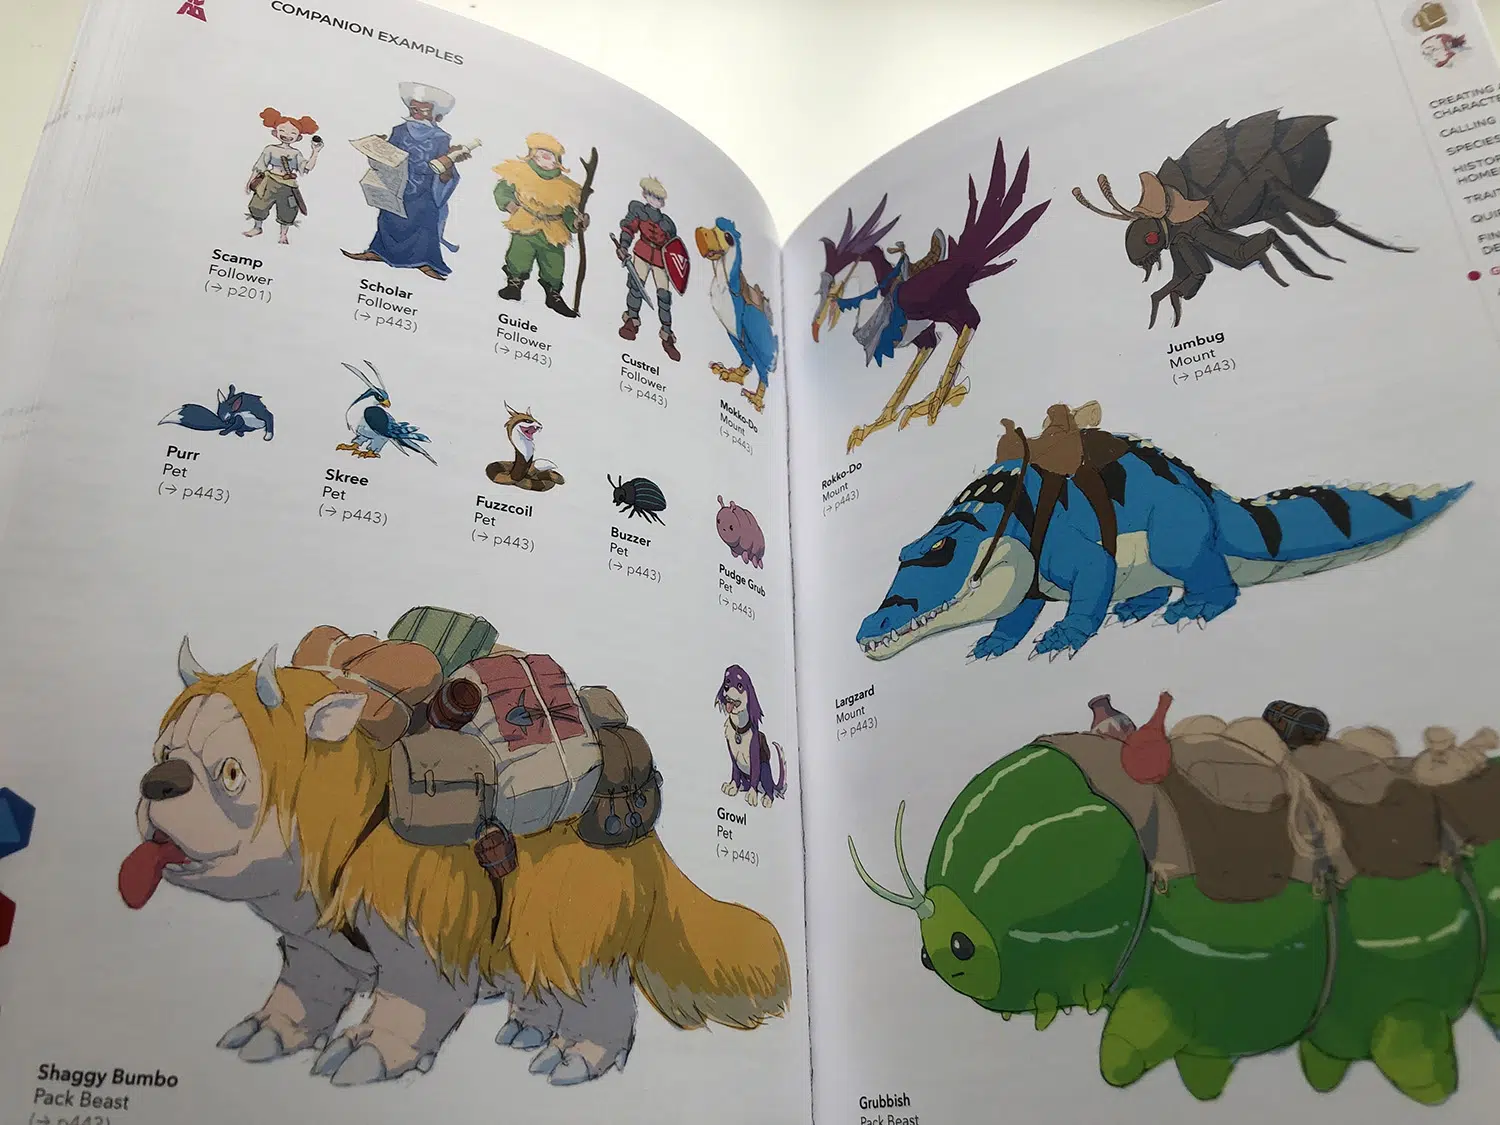 COMPANION EXAMPLES
Scamp
Follower
(→ p201)
Scholar
Follower
(→ p443)
Guide
Follower
(→ p443)
Custrel
Follower
(→ p443)
Mokko-Do
Mount
(→ p443)
Purr
Pet
(→ p443)
Skree
Pet
(→ p443)
Fuzzcoil
Pet
(→ p443)
Buzzer
Pet
(→ p443)
Pudge Grub
Pet
(→ p443)
Growl
Pet
(→ p443)
Shaggy Bumbo
Pack Beast
(→ p443)
Rokko-Do
Mount
(→ p443)
Jumbug
Mount
(→ p443)
Largzard
Mount
(→ p443)
Grubbish
Pack Beast
CREATING
CALLING
SPECIES